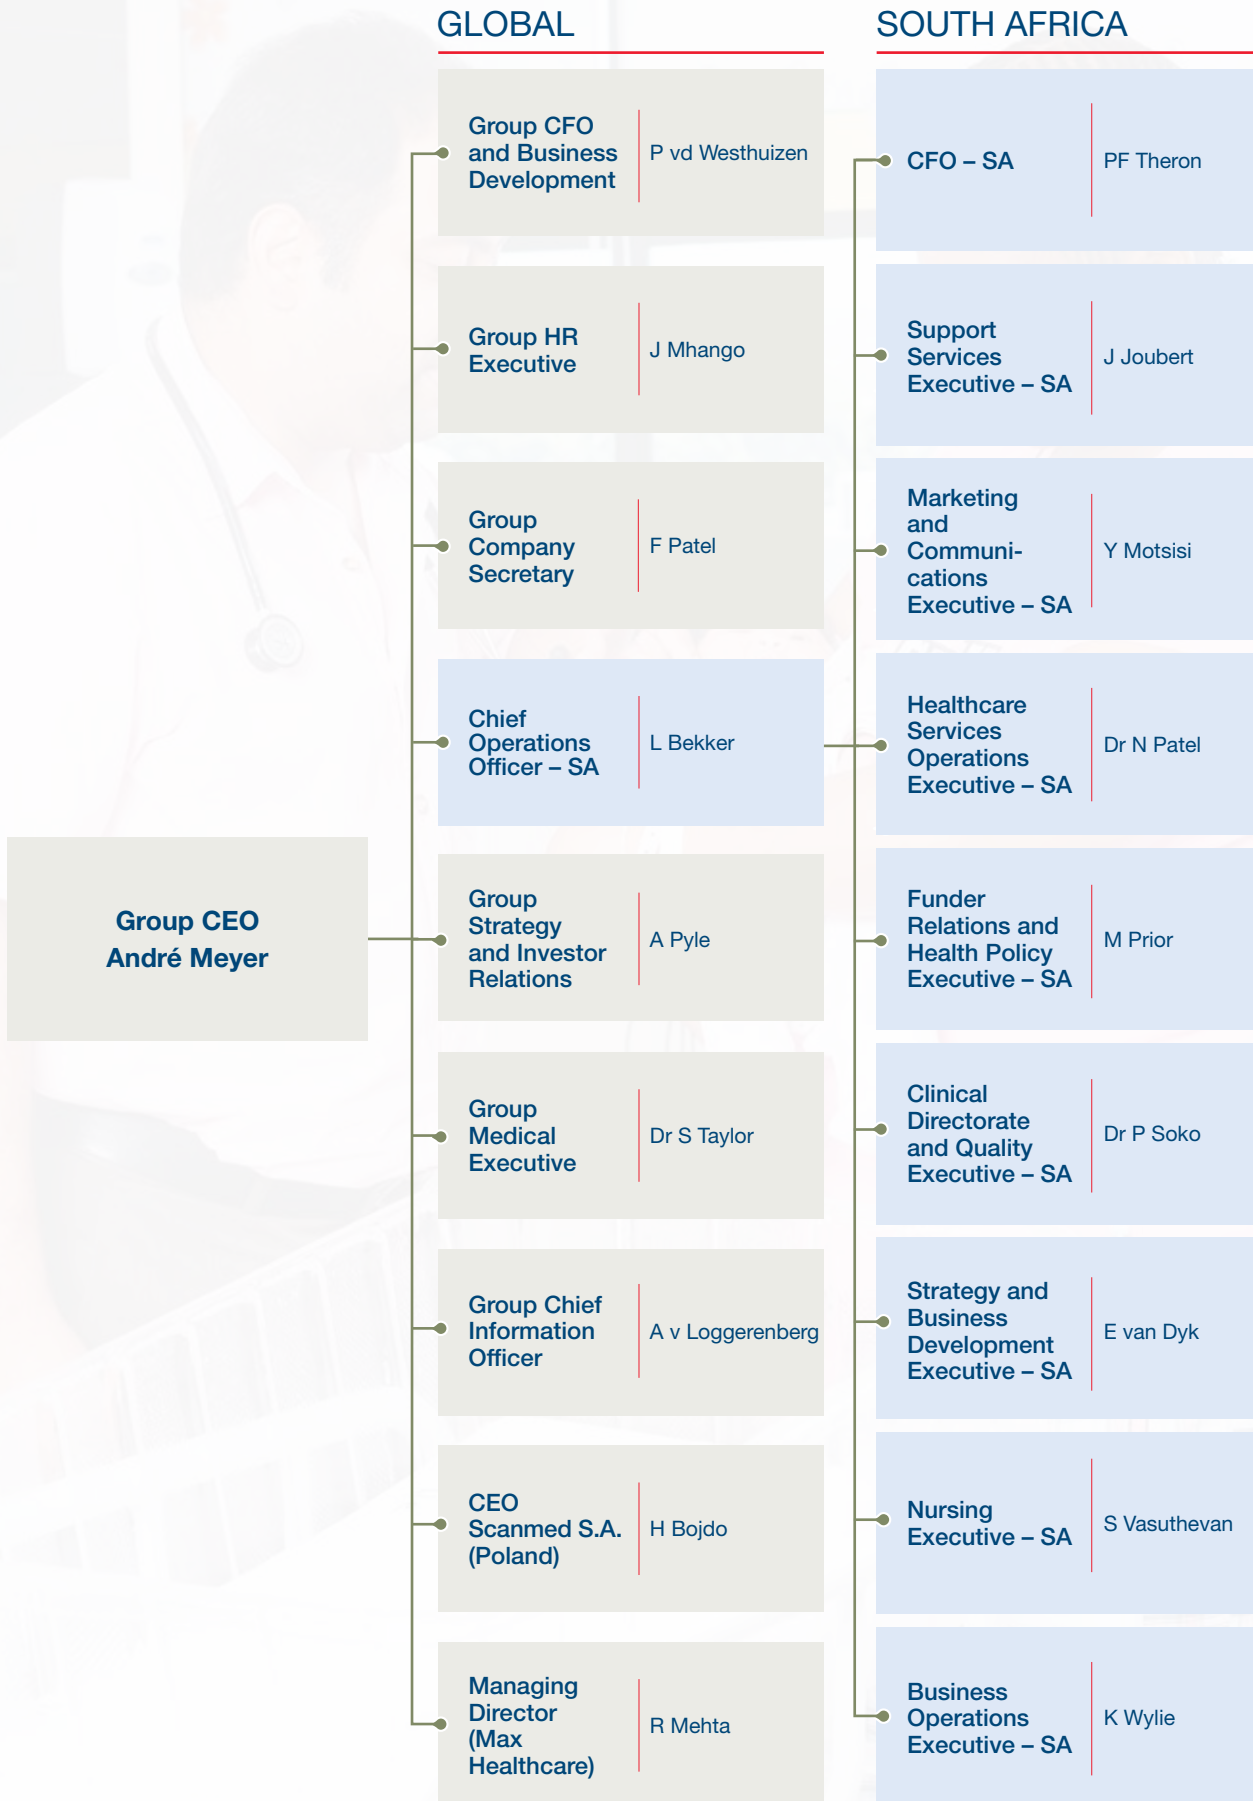 GLOBAL
SOUTH AFRICA
Group CFO
and Business
Development
P vd Westhuizen
CFO – SA
PF Theron
Group HR
Executive
J Mhango
Support
Services
Executive – SA
J Joubert
Group
Company
Secretary
F Patel
Marketing
and
Communi-
cations
Executive – SA
Y Motsisi
Chief
Operations
Officer – SA
L Bekker
Healthcare
Services
Operations
Executive – SA
Dr N Patel
Group CEO
André Meyer
Group
Strategy
and Investor
Relations
A Pyle
Funder
Relations and
Health Policy
Executive – SA
M Prior
Group
Medical
Executive
Dr S Taylor
Clinical
Directorate
and Quality
Executive – SA
Dr P Soko
Group Chief
Information
Officer
A v Loggerenberg
Strategy and
Business
Development
Executive – SA
E van Dyk
CEO
Scanmed S.A.
(Poland)
H Bojdo
Nursing
Executive – SA
S Vasuthevan
Managing
Director
(Max
Healthcare)
R Mehta
Business
Operations
Executive – SA
K Wylie